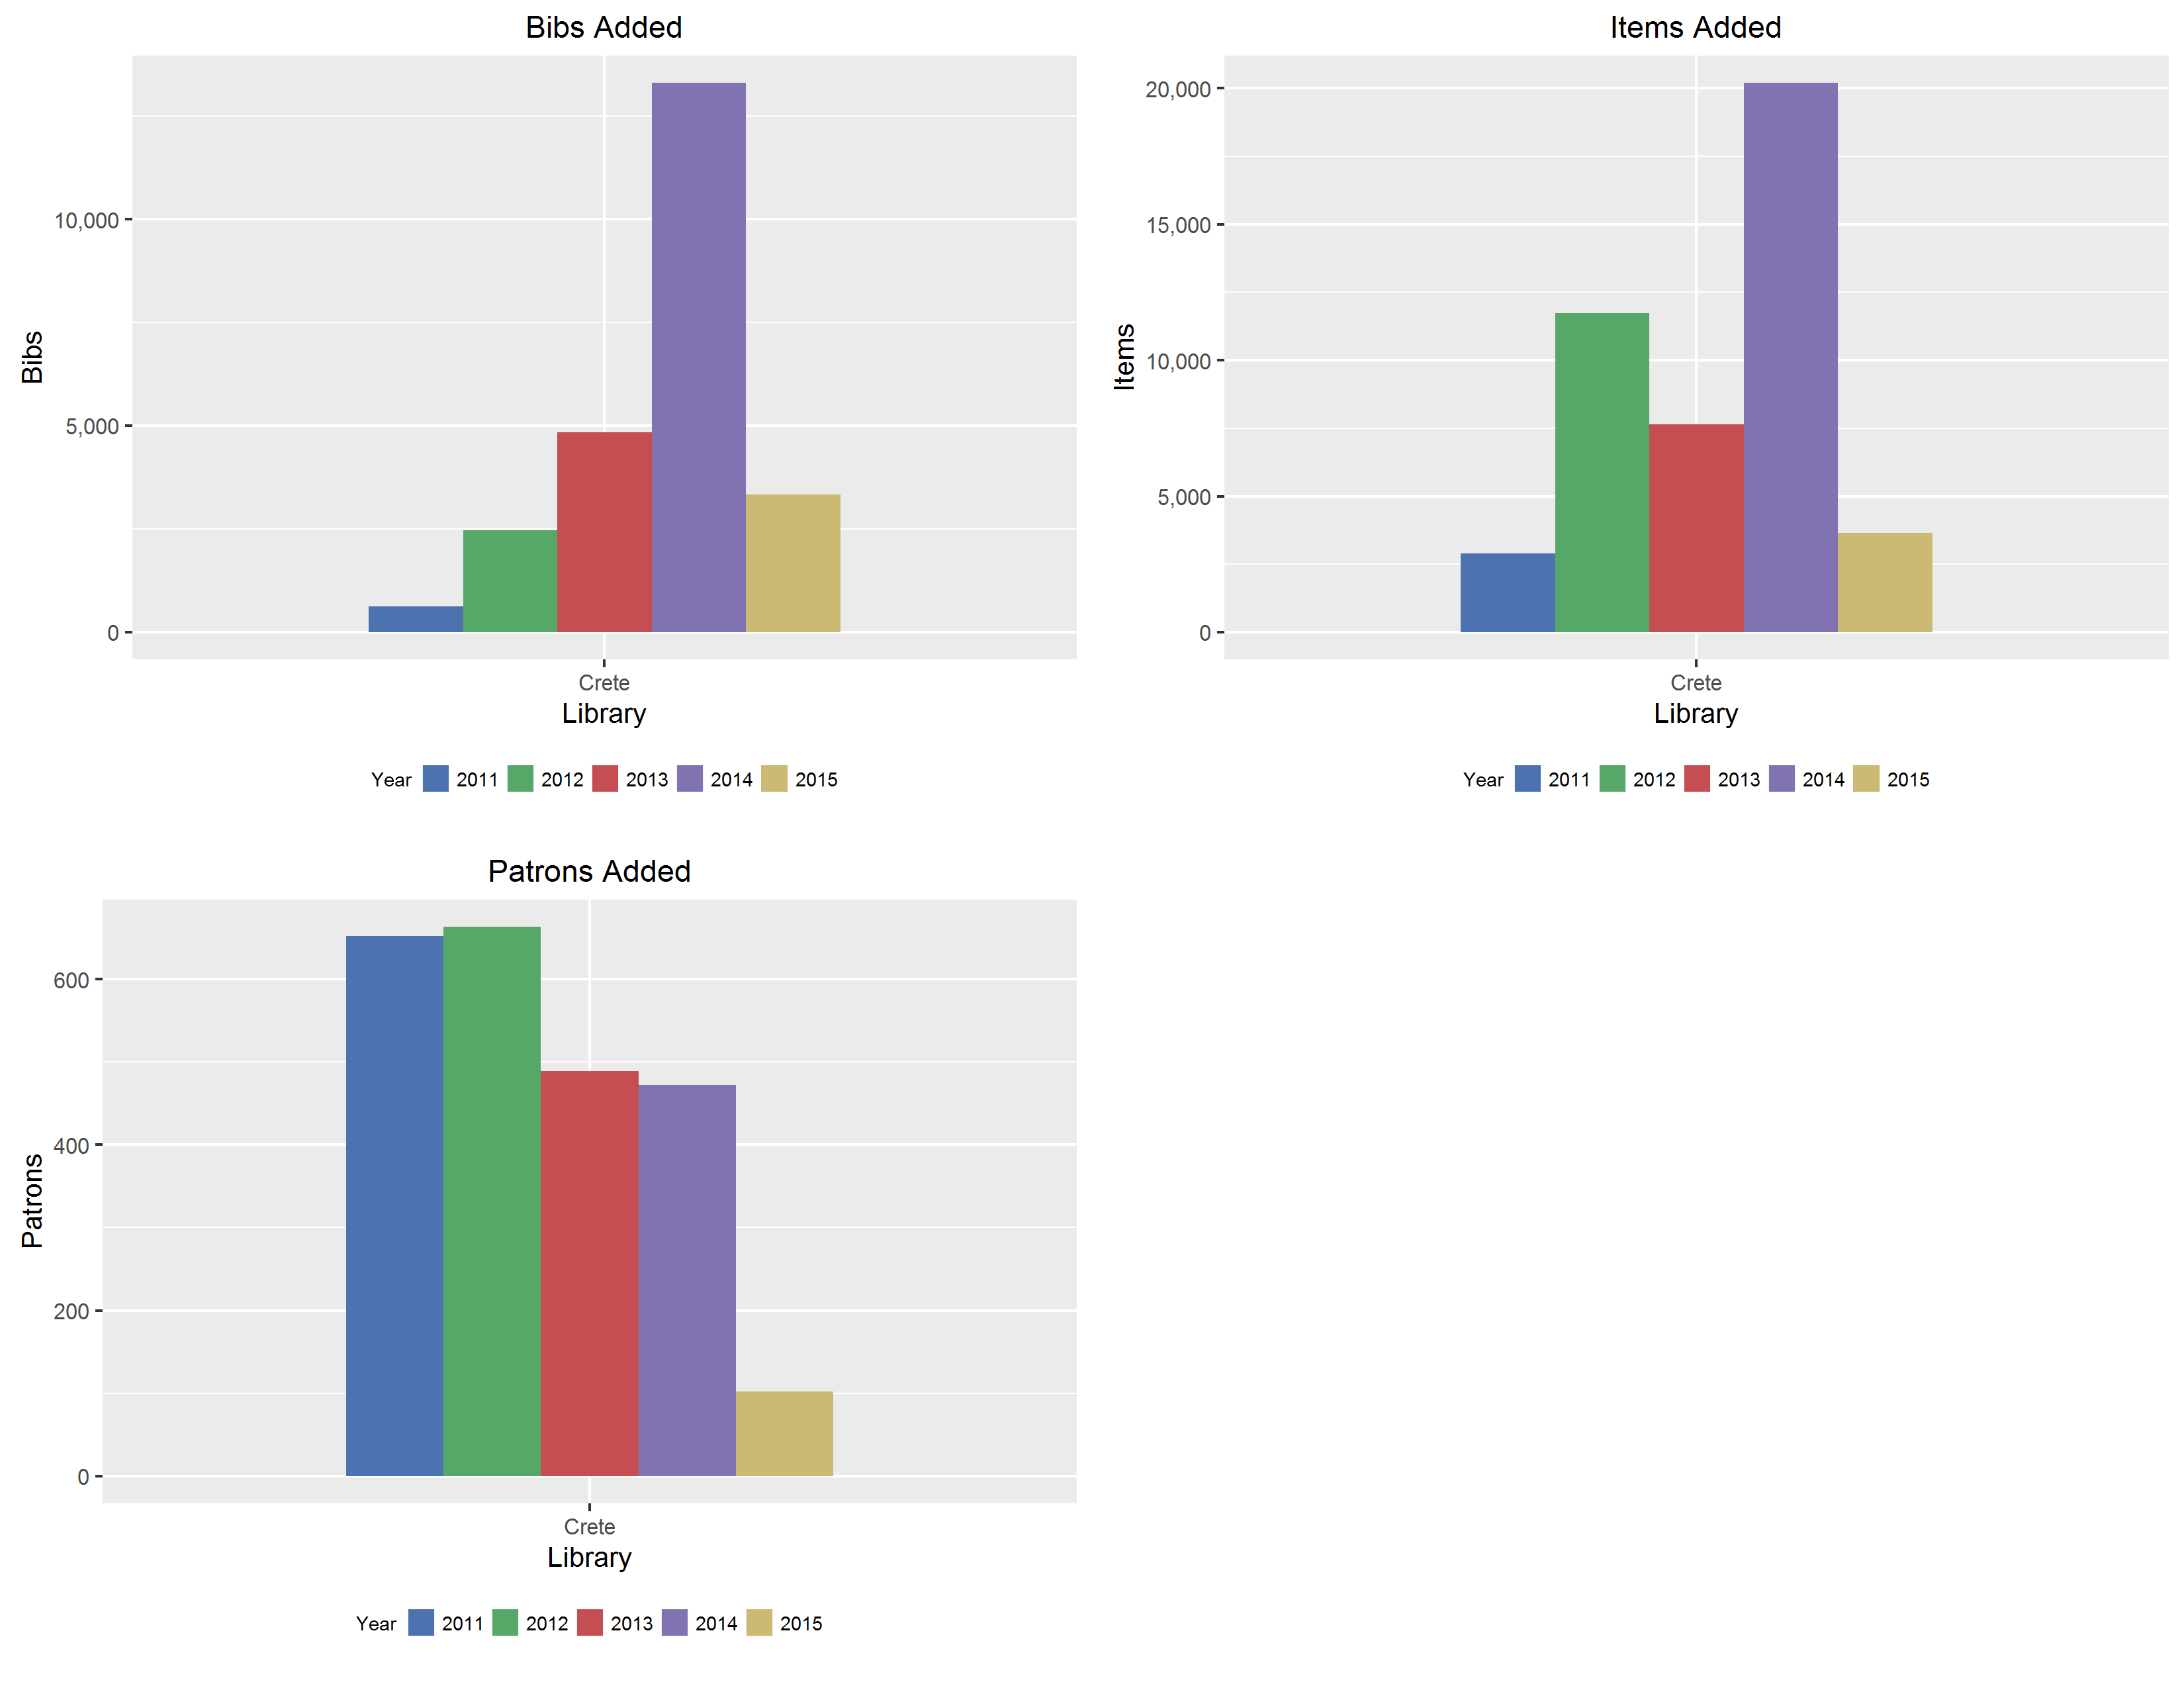 Bibs Added
10,000
5,000
0
Bibs
Crete
Library
Year 2011 2012 2013 2014 2015
Items Added
20,000
15,000
10,000
5,000
0
Items
Crete
Library
Year 2011 2012 2013 2014 2015
Patrons Added
600
400
200
0
Patrons
Crete
Library
Year 2011 2012 2013 2014 2015